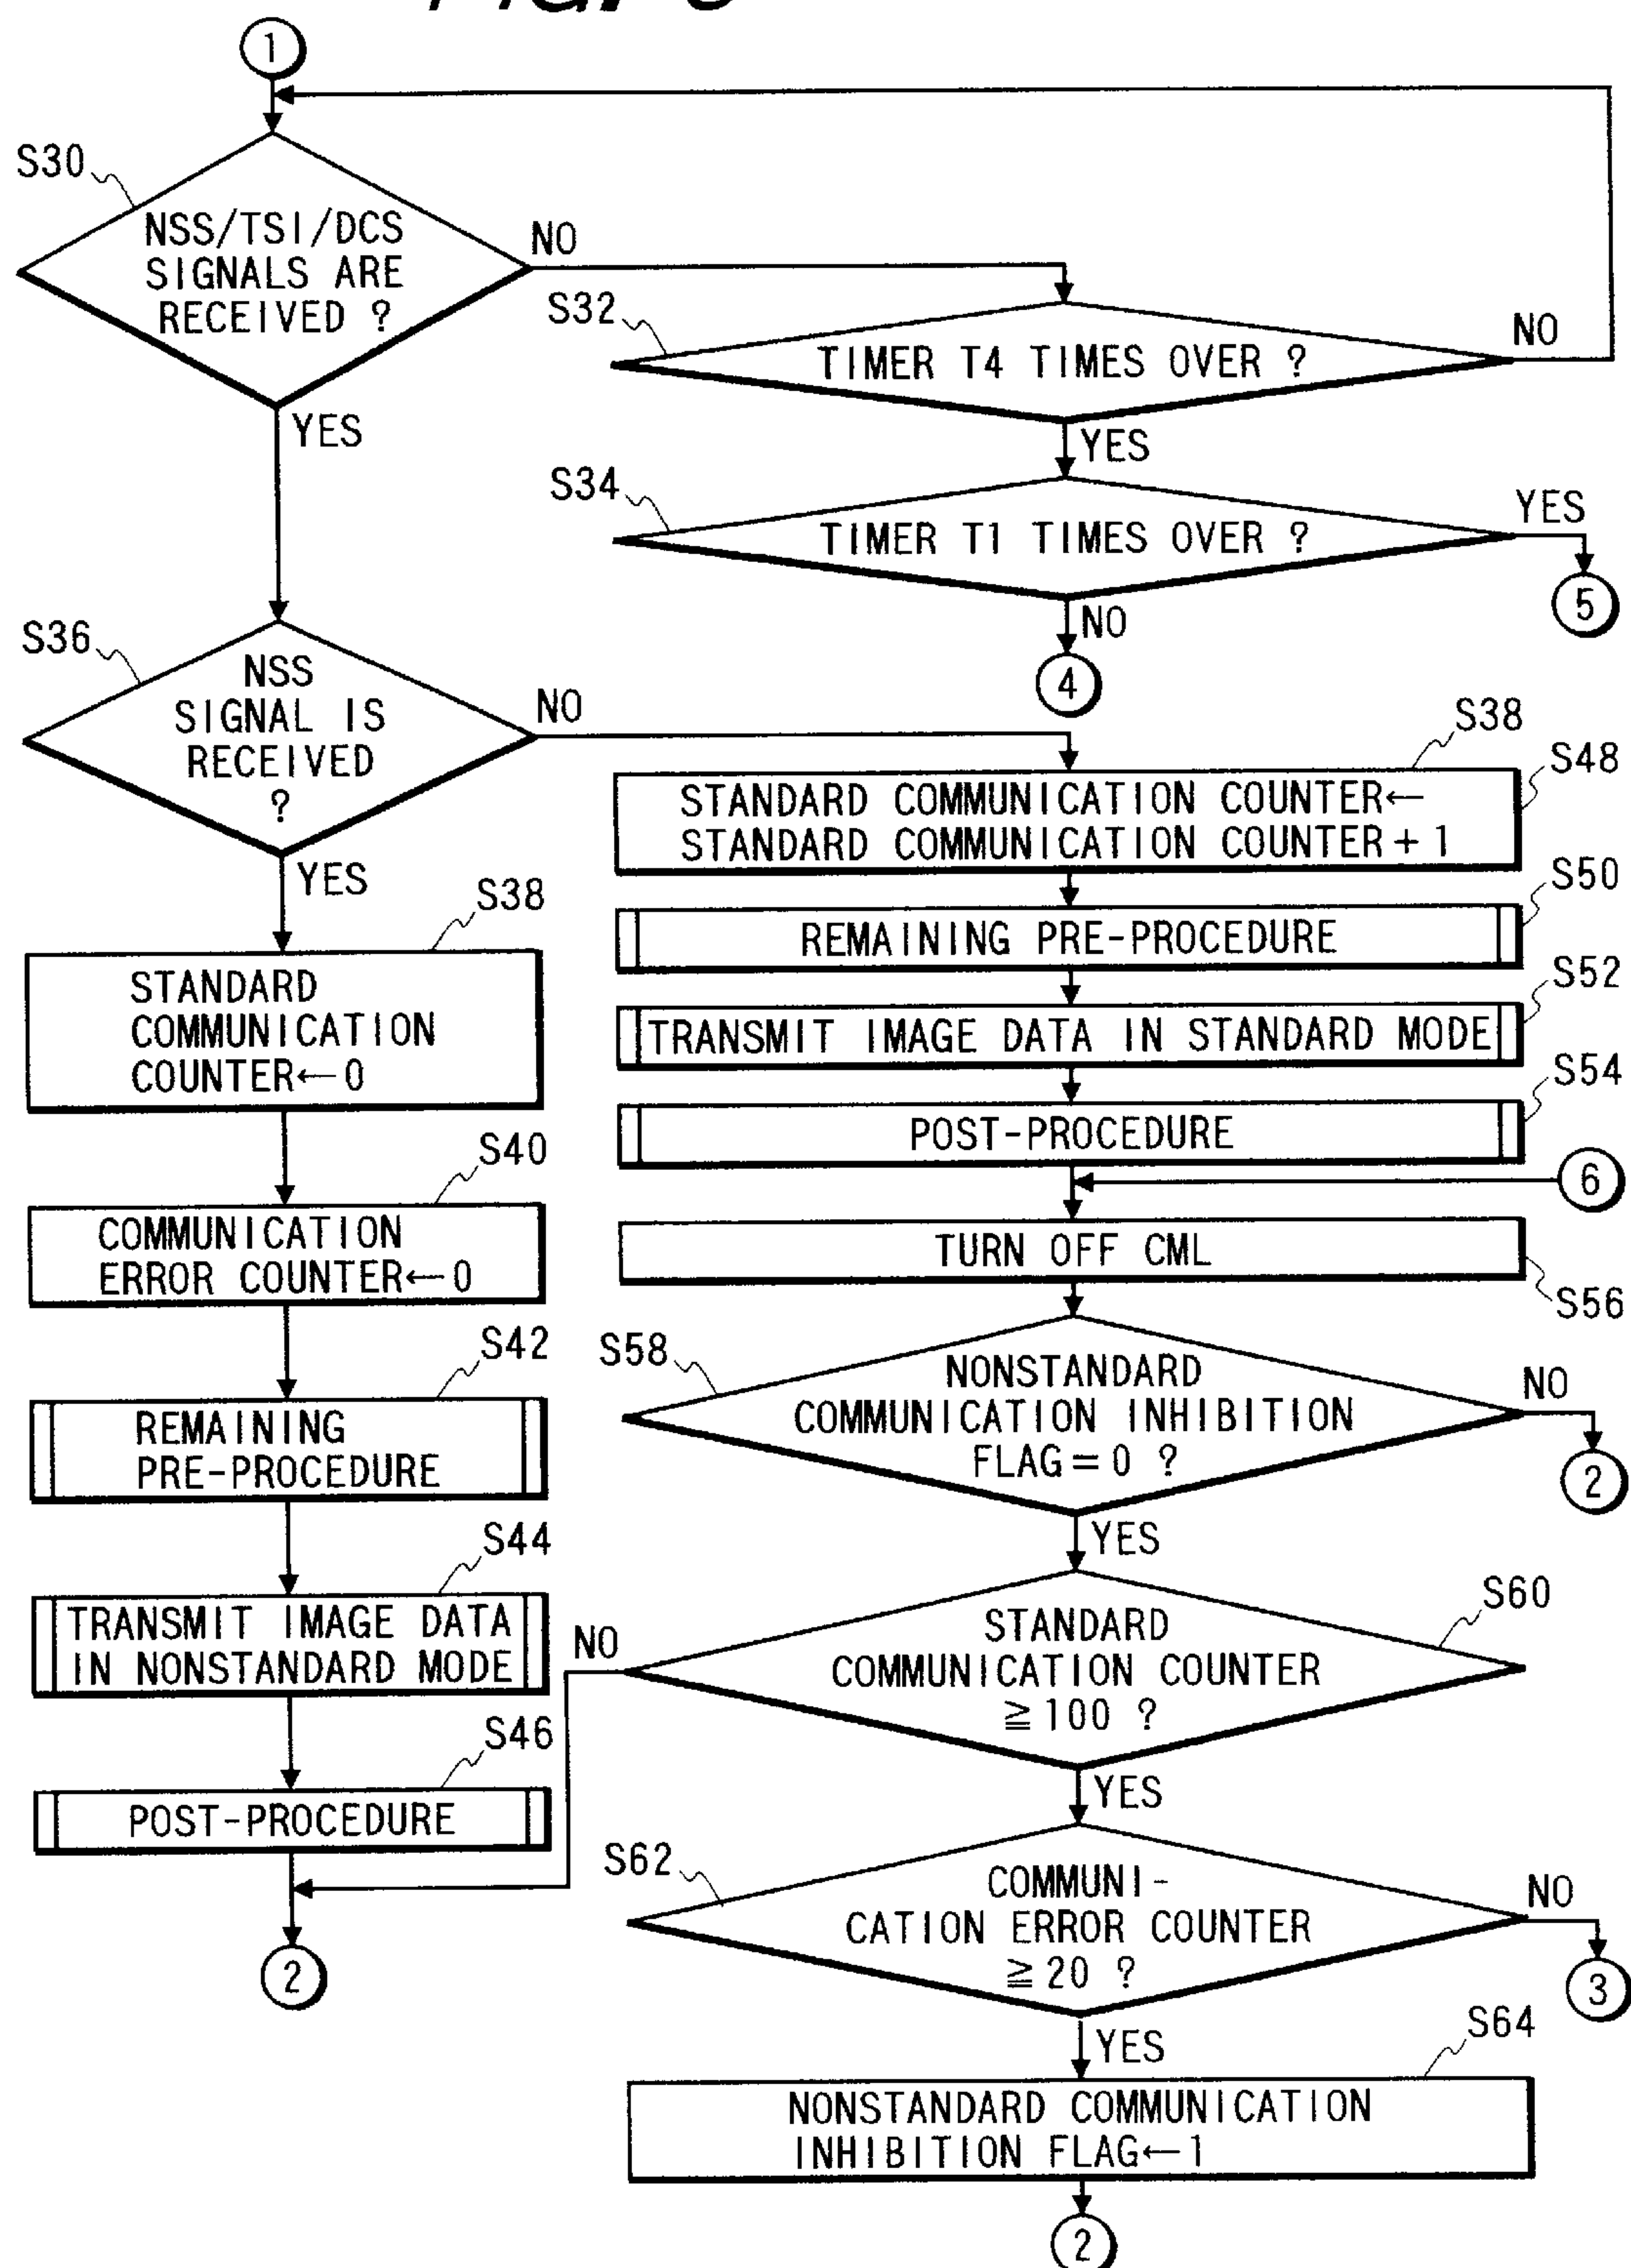 1
S30
NSS/TSI/DCS
SIGNALS ARE
RECEIVED ?
NO
YES
S32
TIMER T4 TIMES OVER ?
NO
YES
S34
TIMER T1 TIMES OVER ?
YES
5
NO
4
S36
NSS
SIGNAL IS
RECEIVED
?
NO
YES
S38
STANDARD
COMMUNICATION
COUNTER←0
S40
COMMUNICATION
ERROR COUNTER←0
S42
REMAINING
PRE-PROCEDURE
S44
TRANSMIT IMAGE DATA
IN NONSTANDARD MODE
S46
POST-PROCEDURE
2
S38
S48
STANDARD COMMUNICATION COUNTER←
STANDARD COMMUNICATION COUNTER+1
S50
REMAINING PRE-PROCEDURE
S52
TRANSMIT IMAGE DATA IN STANDARD MODE
S54
POST-PROCEDURE
6
TURN OFF CML
S56
S58
NONSTANDARD
COMMUNICATION INHIBITION
FLAG=0 ?
NO
2
YES
S60
STANDARD
COMMUNICATION COUNTER
≧100 ?
NO
YES
S62
COMMUNI-
CATION ERROR COUNTER
≧20 ?
NO
3
YES
S64
NONSTANDARD COMMUNICATION
INHIBITION FLAG←1
2